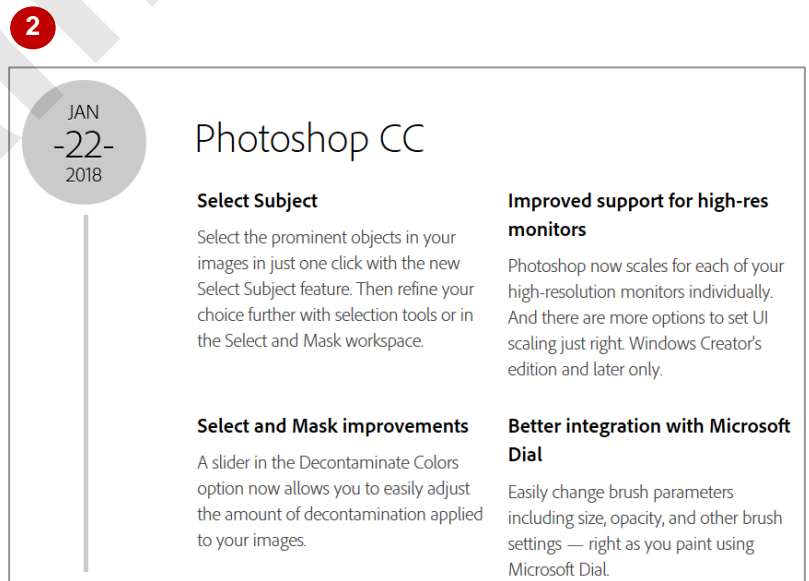 2
JAN
-22-
2018
Photoshop CC
Select Subject
Select the prominent objects in your
images in just one click with the new
Select Subject feature. Then refine your
choice further with selection tools or in
the Select and Mask workspace.
Improved support for high-res
monitors
Photoshop now scales for each of your
high-resolution monitors individually.
And there are more options to set UI
scaling just right. Windows Creator's
edition and later only.
Select and Mask improvements
A slider in the Decontaminate Colors
option now allows you to easily adjust
the amount of decontamination applied
to your images.
Better integration with Microsoft
Dial
Easily change brush parameters
including size, opacity, and other brush
settings — right as you paint using
Microsoft Dial.